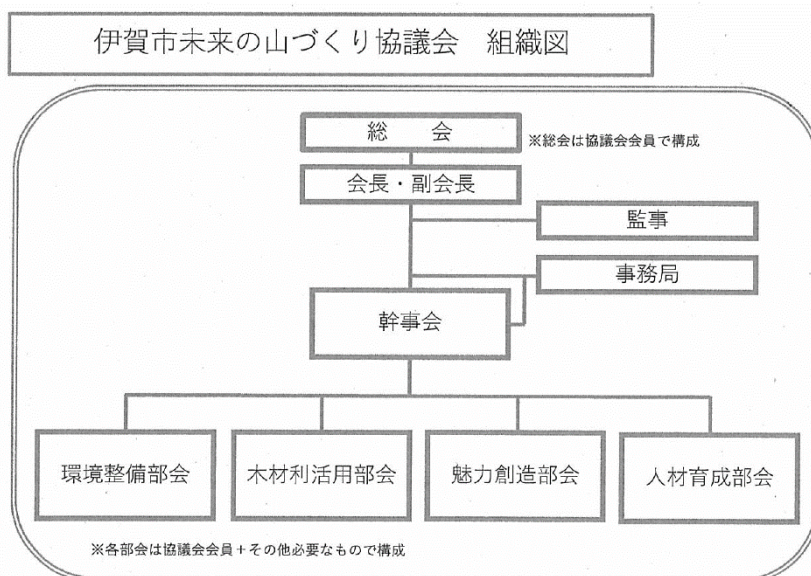 伊賀市未来の山づくり協議会　組織図
総　　会
※総会は協議会会員で構成
会長・副会長
監事
事務局
幹事会
環境整備部会
木材利活用部会
魅力創造部会
人材育成部会
※各部会は協議会会員＋その他必要なもので構成